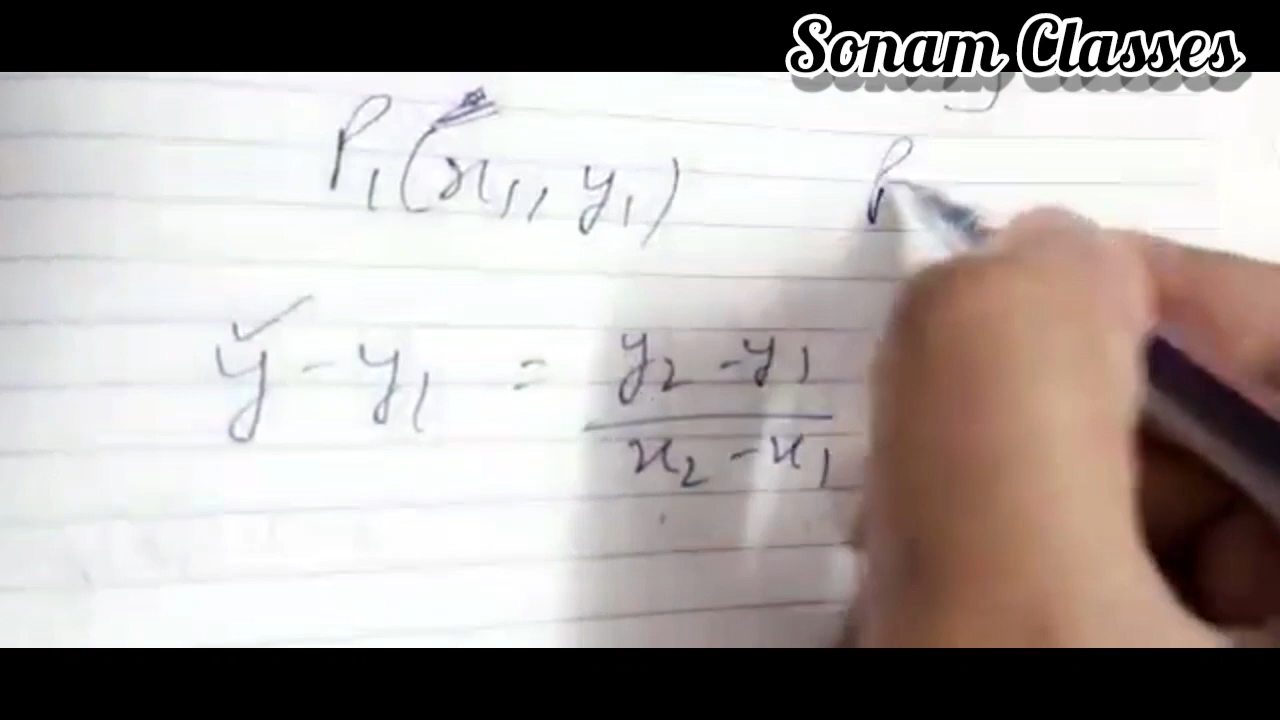 Sonam Classes
P₁(x₁, y₁) P
y - y₁ = y₂ - y₁ / x₂ - x₁